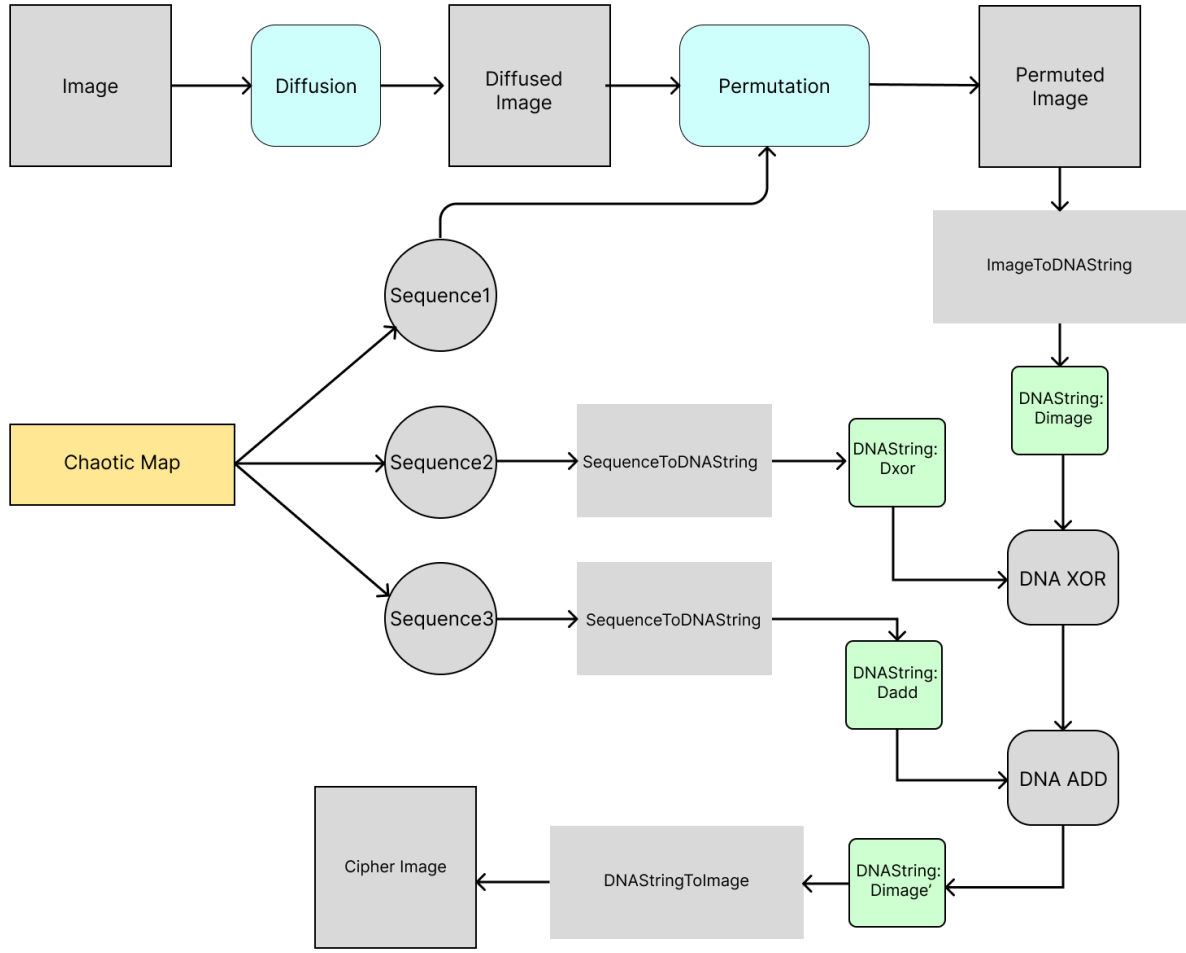 Image
Diffusion
Diffused
Image
Permutation
Permuted
Image
ImageToDNAString
Sequence1
DNAString:
Dimage
Chaotic Map
Sequence2
SequenceToDNAString
DNAString:
Dxor
DNA XOR
Sequence3
SequenceToDNAString
DNAString:
Dadd
DNA ADD
Cipher Image
DNAStringToImage
DNAString:
Dimage’